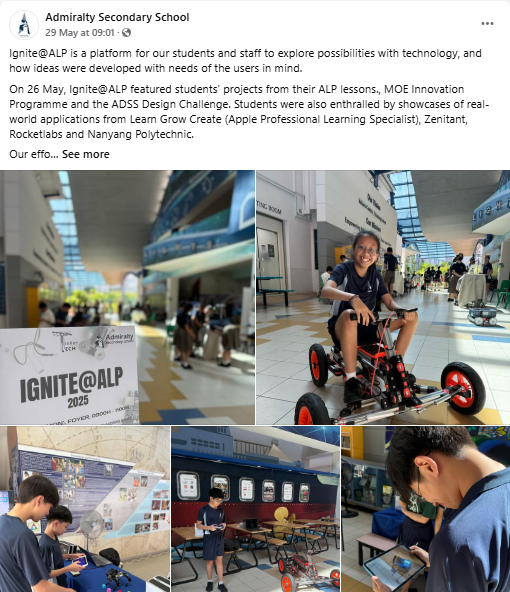 Admiralty Secondary School
29 May at 09:01 ·
Ignite@ALP is a platform for our students and staff to explore possibilities with technology, and
how ideas were developed with needs of the users in mind.
On 26 May, Ignite@ALP featured students' projects from their ALP lessons., MOE Innovation
Programme and the ADSS Design Challenge. Students were also enthralled by showcases of real-
world applications from Learn Grow Create (Apple Professional Learning Specialist), Zenitant,
Rocketlabs and Nanyang Polytechnic.
Our effo... See more
Admiralty
IGNITE@ALP
2025
FOYER, 0900H
TING ROOM